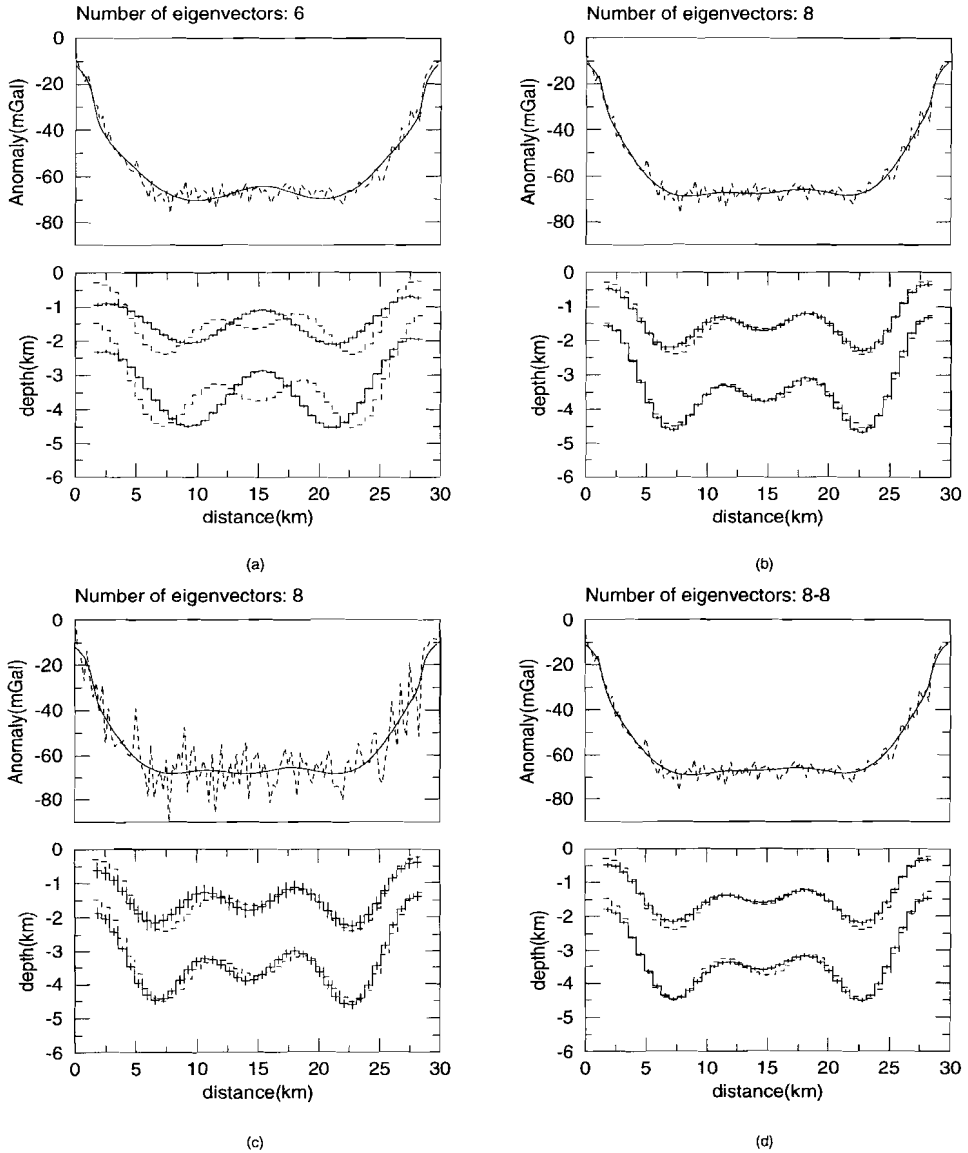 Number of eigenvectors: 6
0
-20
-40
-60
-80
Anomaly(mGal)
0
-1
-2
-3
-4
-5
-6
depth(km)
0 5 10 15 20 25 30
distance(km)
(a)
Number of eigenvectors: 8
0
-20
-40
-60
-80
Anomaly(mGal)
0
-1
-2
-3
-4
-5
-6
depth(km)
0 5 10 15 20 25 30
distance(km)
(b)
Number of eigenvectors: 8
0
-20
-40
-60
-80
Anomaly(mGal)
0
-1
-2
-3
-4
-5
-6
depth(km)
0 5 10 15 20 25 30
distance(km)
(c)
Number of eigenvectors: 8-8
0
-20
-40
-60
-80
Anomaly(mGal)
0
-1
-2
-3
-4
-5
-6
depth(km)
0 5 10 15 20 25 30
distance(km)
(d)